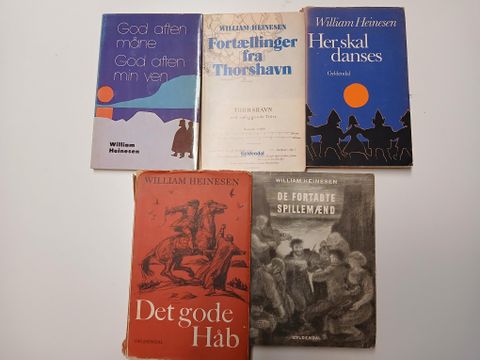 God aften
måne
God aften
min ven
William
Heinesen
WILLIAM HEINESEN
Fortællinger
fra
Thorshavn
THORSHAVN
Gyldendal
William Heinesen
Her skal
danses
Gyldendal
WILLIAM HEINESEN
Det gode
Håb
GYLDENDAL
WILLIAM HEINESEN
DE FORTABTE
SPILLEMÆND
GYLDENDAL